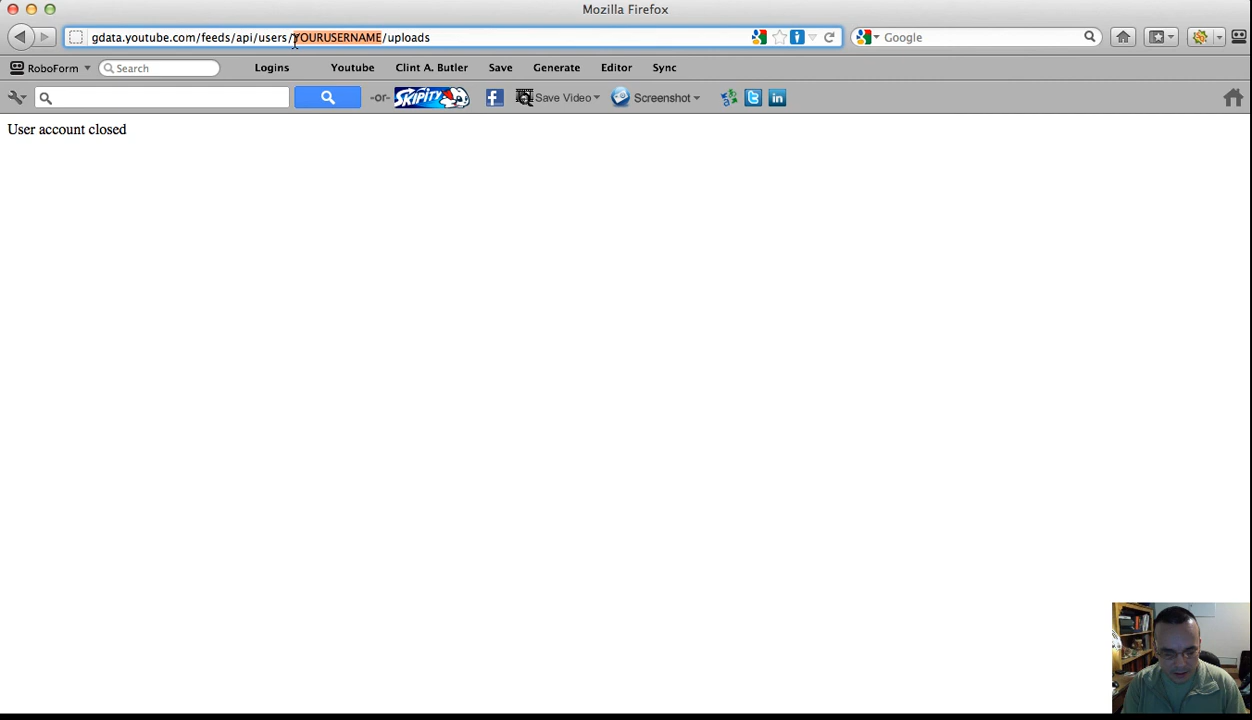 Mozilla Firefox
gdata.youtube.com/feeds/api/users/YOURUSERNAME/uploads
Google
RoboForm
Search
Logins
Youtube
Clint A. Butler
Save
Generate
Editor
Sync
-or-
SKIPITY
Save Video
Screenshot
User account closed